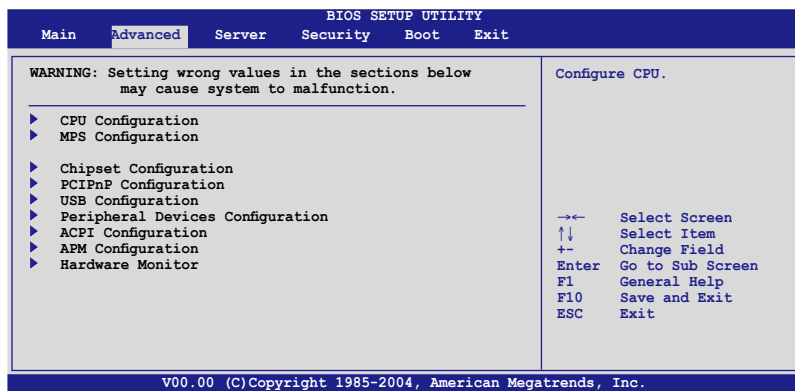 BIOS SETUP UTILITY
Main Advanced Server Security Boot Exit
WARNING: Setting wrong values in the sections below
may cause system to malfunction.
CPU Configuration
MPS Configuration
Chipset Configuration
PCIPnP Configuration
USB Configuration
Peripheral Devices Configuration
ACPI Configuration
APM Configuration
Hardware Monitor
Configure CPU.
→← Select Screen
↑↓ Select Item
+- Change Field
Enter Go to Sub Screen
F1 General Help
F10 Save and Exit
ESC Exit
V00.00 (C)Copyright 1985-2004, American Megatrends, Inc.